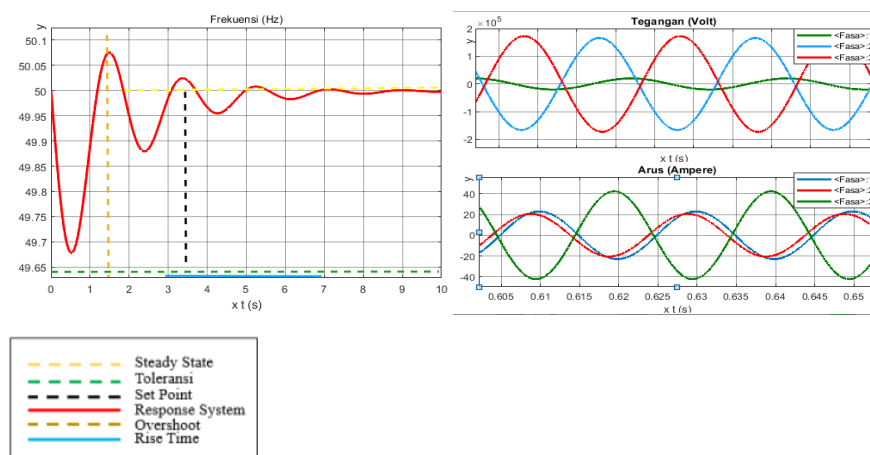 Frekuensi (Hz)
y
50.1
50.05
50
49.95
49.9
49.85
49.8
49.75
49.7
49.65
0 1 2 3 4 5 6 7 8 9 10
x t (s)
Tegangan (Volt)
2 × 10⁵
y
1
0
-1
-2
<Fasa>:
<Fasa>:
<Fasa>:
x t (s)
Arus (Ampere)
y
40
20
0
-20
-40
<Fasa>:
<Fasa>:
<Fasa>:
0.605 0.61 0.615 0.62 0.625 0.63 0.635 0.64 0.645 0.65
x t (s)
Steady State
Toleransi
Set Point
Response System
Overshoot
Rise Time